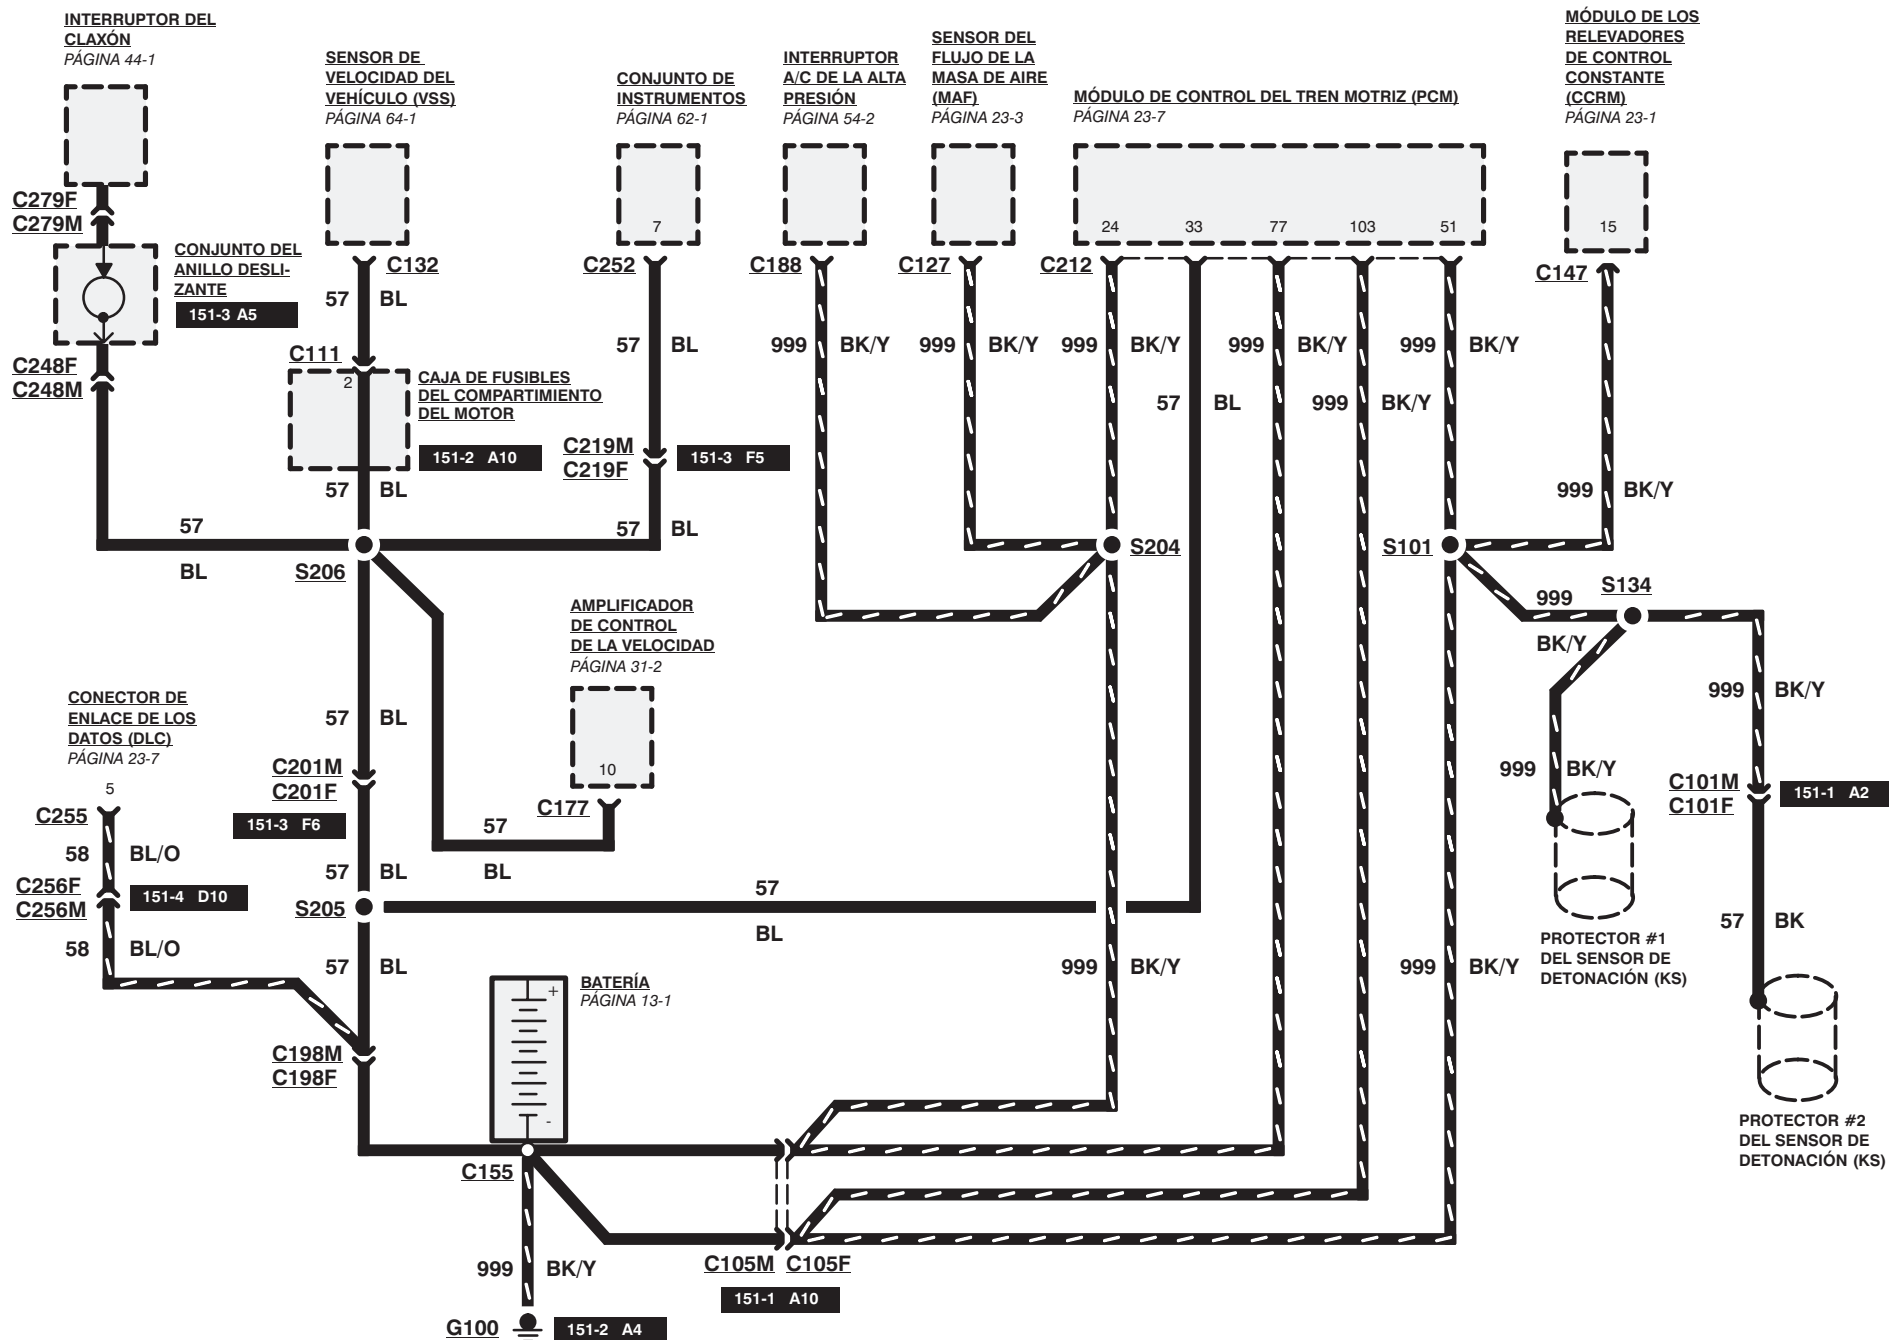 INTERRUPTOR DEL
CLAXÓN
PÁGINA 44-1
SENSOR DE
VELOCIDAD DEL
VEHÍCULO (VSS)
PÁGINA 64-1
CONJUNTO DE
INSTRUMENTOS
PÁGINA 62-1
INTERRUPTOR
A/C DE LA ALTA
PRESIÓN
PÁGINA 54-2
SENSOR DEL
FLUJO DE LA
MASA DE AIRE
(MAF)
PÁGINA 23-3
MÓDULO DE CONTROL DEL TREN MOTRIZ (PCM)
PÁGINA 23-7
MÓDULO DE LOS
RELEVADORES
DE CONTROL
CONSTANTE
(CCRM)
PÁGINA 23-1
7
24
33
77
103
51
15
C279F
C279M
C132
C252
C188
C127
C212
C147
CONJUNTO DEL
ANILLO DESLI-
ZANTE
151-3 A5
57 BL
57 BL
999 BK/Y
999 BK/Y
999 BK/Y
999 BK/Y
999 BK/Y
C248F
C248M
C111
2
CAJA DE FUSIBLES
DEL COMPARTIMIENTO
DEL MOTOR
151-2 A10
57 BL
999 BK/Y
C219M
C219F
151-3 F5
57 BL
999 BK/Y
57
BL
57 BL
S206
S204
S101
S134
999
BK/Y
AMPLIFICADOR
DE CONTROL
DE LA VELOCIDAD
PÁGINA 31-2
10
C177
57
BL
57 BL
999 BK/Y
CONECTOR DE
ENLACE DE LOS
DATOS (DLC)
PÁGINA 23-7
5
C255
58 BL/O
C256F
C256M
151-4 D10
58 BL/O
C201M
C201F
151-3 F6
57 BL
S205
57
BL
57 BL
999 BK/Y
C101M
C101F
151-1 A2
57 BK
999 BK/Y
999 BK/Y
PROTECTOR #1
DEL SENSOR DE
DETONACIÓN (KS)
BATERÍA
PÁGINA 13-1
+
-
C198M
C198F
PROTECTOR #2
DEL SENSOR DE
DETONACIÓN (KS)
C155
999 BK/Y
C105M C105F
151-1 A10
G100
151-2 A4